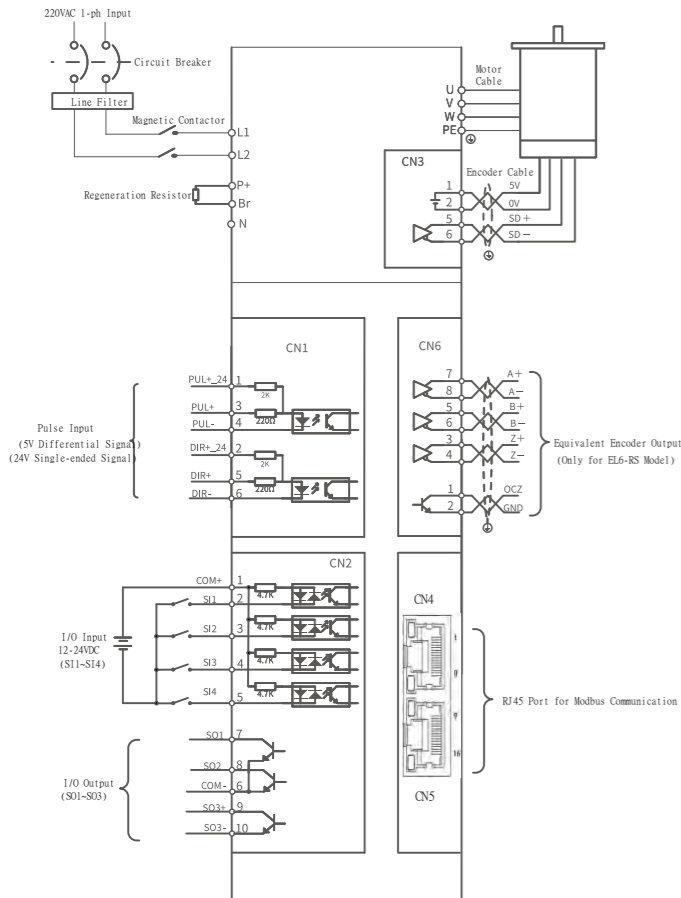 220VAC 1-ph Input
Circuit Breaker
Line Filter
Magnetic Contactor
L1
L2
Regeneration Resistor
P+
Br
N
Motor
Cable
U
V
W
PE
CN3
Encoder Cable
1 5V
2 0V
5 SD+
6 SD-
CN1
PUL+_24 1
2K
PUL+ 3
220Ω
PUL- 4
DIR+_24 2
2K
DIR+ 5
220Ω
DIR- 6
Pulse Input
(5V Differential Signal)
(24V Single-ended Signal)
CN6
7 A+
8 A-
5 B+
6 B-
3 Z+
4 Z-
1 OCZ
2 GND
Equivalent Encoder Output
(Only for EL6-RS Model)
CN2
COM+ 1
4.7K
SI1 2
4.7K
SI2 3
4.7K
SI3 4
4.7K
SI4 5
I/O Input
12-24VDC
(SI1~SI4)
SO1 7
SO2 8
COM- 6
SO3+ 9
SO3- 10
I/O Output
(SO1~SO3)
CN4
1
8
9
16
CN5
RJ45 Port for Modbus Communication